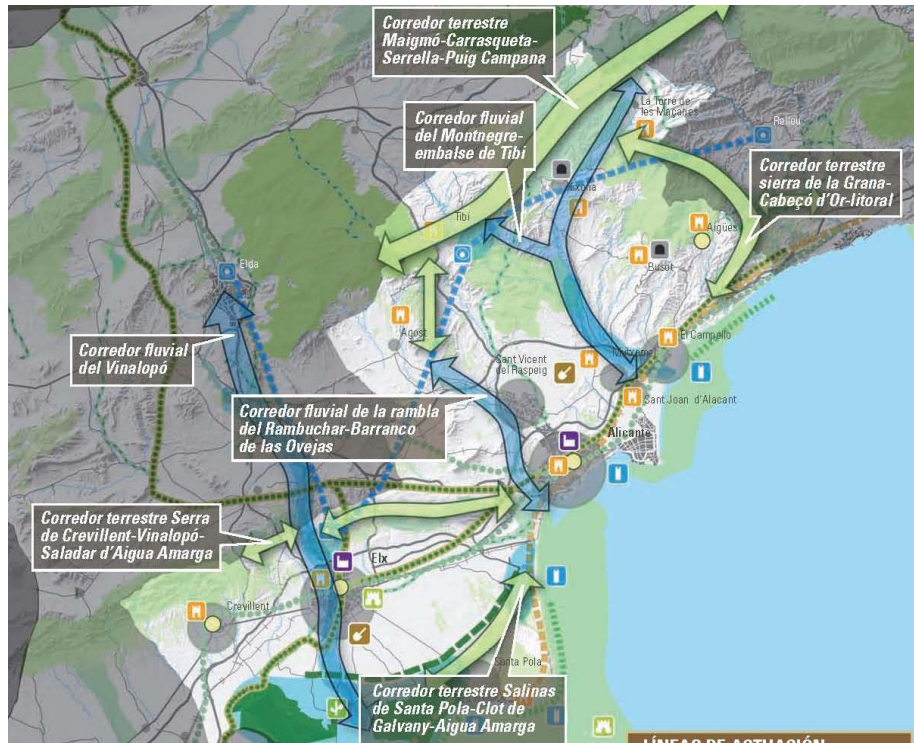 Corredor terrestre
Maigmó-Carrasqueta-
Serrella-Puig Campana
La Torre de
les Maçanes
Relleu
Corredor fluvial
del Montnegre-
embalse de Tibi
Corredor terrestre
sierra de la Grana-
Cabeçó d'Or-litoral
Xixona
Tibi
Aigües
Busot
Elda
Agost
El Campello
Mutxamel
Corredor fluvial
del Vinalopó
Sant Vicent
del Raspeig
Sant Joan d'Alacant
Corredor fluvial de la rambla
del Rambuchar-Barranco
de las Ovejas
Alicante
Corredor terrestre Serra
de Crevillent-Vinalopó-
Saladar d'Aigua Amarga
Elx
Crevillent
Santa Pola
Corredor terrestre Salinas
de Santa Pola-Clot de
Galvany-Aigua Amarga
LÍNEAS DE ACTUACIÓN